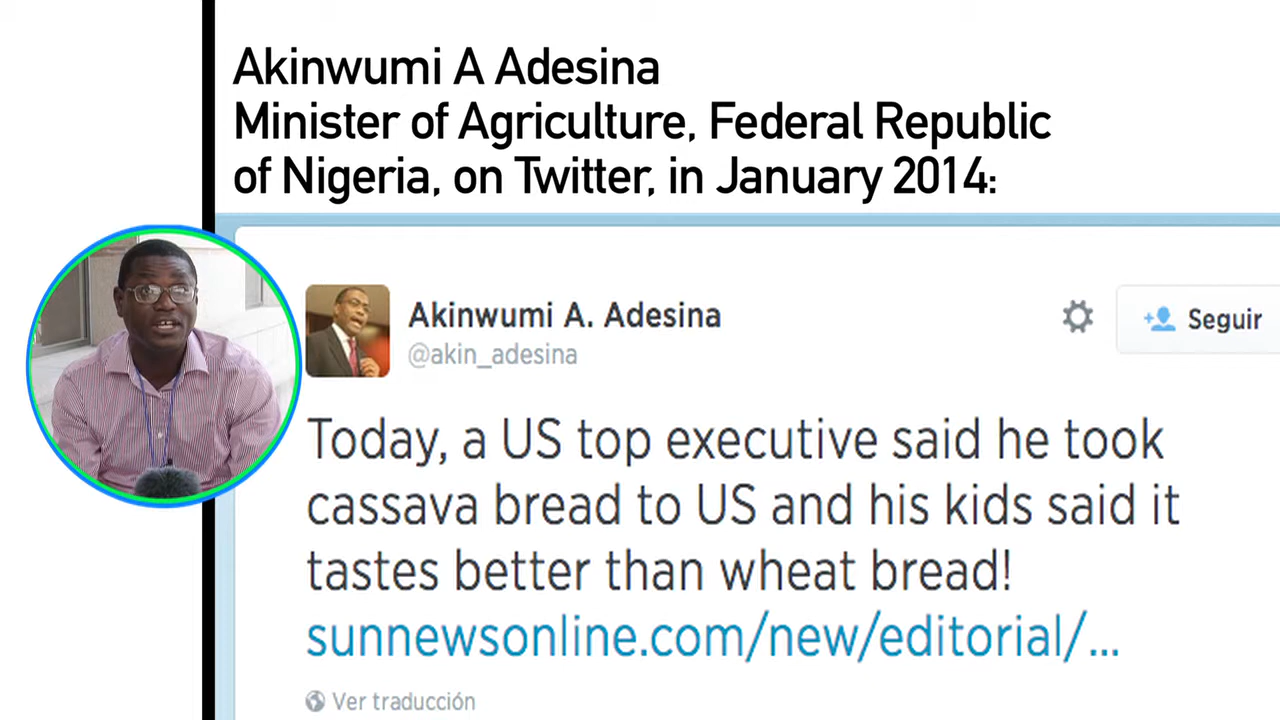 Akinwumi A Adesina
Minister of Agriculture, Federal Republic
of Nigeria, on Twitter, in January 2014:
Akinwumi A. Adesina
@akin_adesina
Seguir
Today, a US top executive said he took
cassava bread to US and his kids said it
tastes better than wheat bread!
sunnewsonline.com/new/editorial/...
Ver traducción